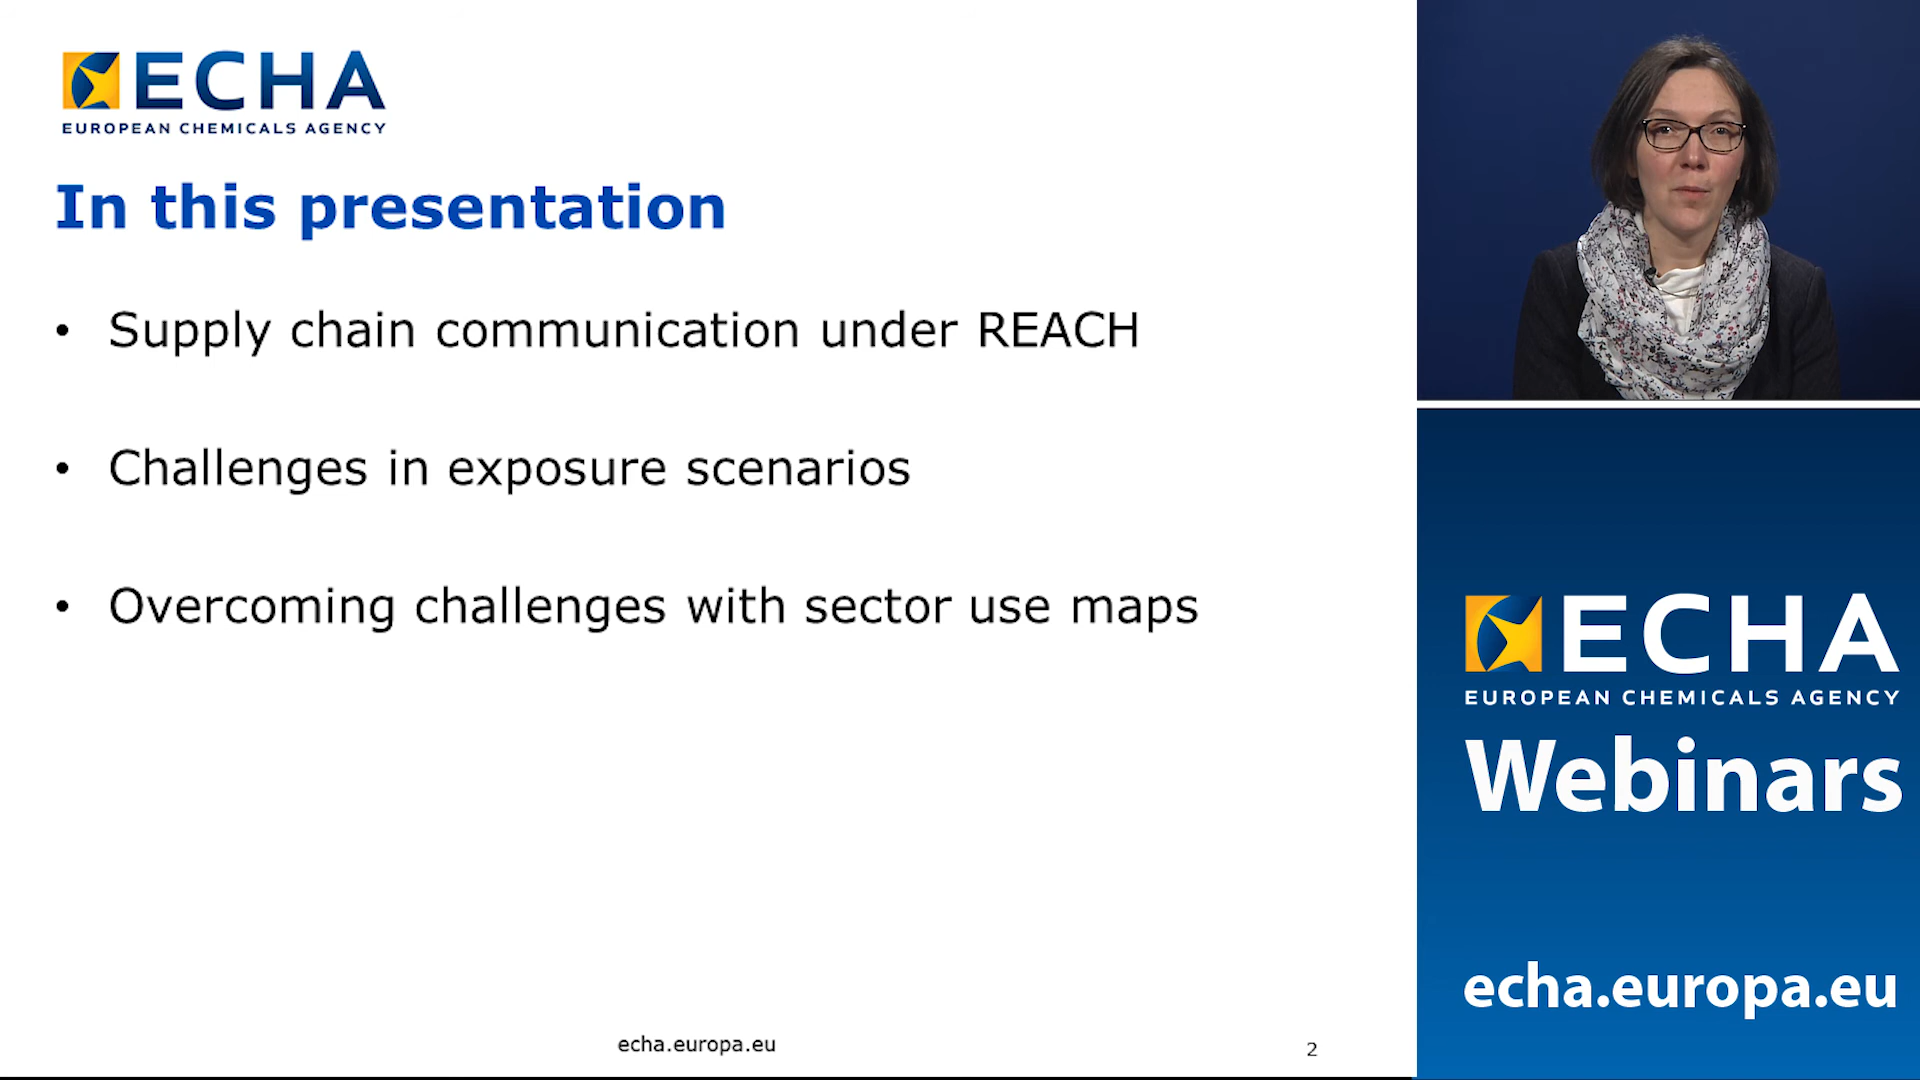 ECHA
EUROPEAN CHEMICALS AGENCY
In this presentation
• Supply chain communication under REACH
• Challenges in exposure scenarios
• Overcoming challenges with sector use maps
echa.europa.eu
2
ECHA
EUROPEAN CHEMICALS AGENCY
Webinars
echa.europa.eu